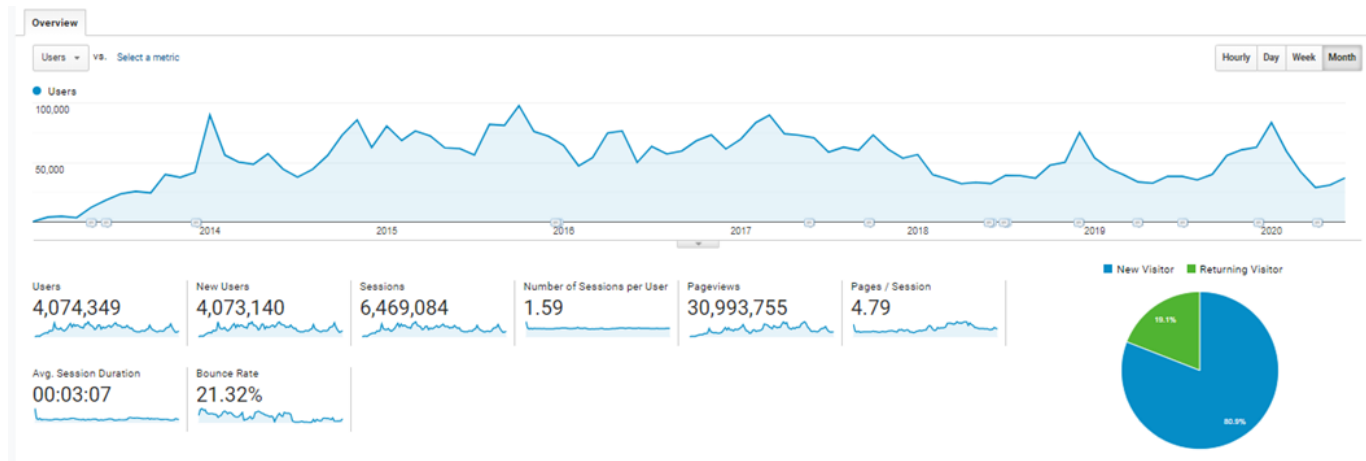 Overview
Users vs. Select a metric
Hourly Day Week Month
Users
100,000
50,000
2014 2015 2016 2017 2018 2019 2020
New Visitor Returning Visitor
Users New Users Sessions Number of Sessions per User Pageviews Pages / Session
4,074,349 4,073,140 6,469,084 1.59 30,993,755 4.79
19.1%
Avg. Session Duration Bounce Rate
00:03:07 21.32%
80.9%